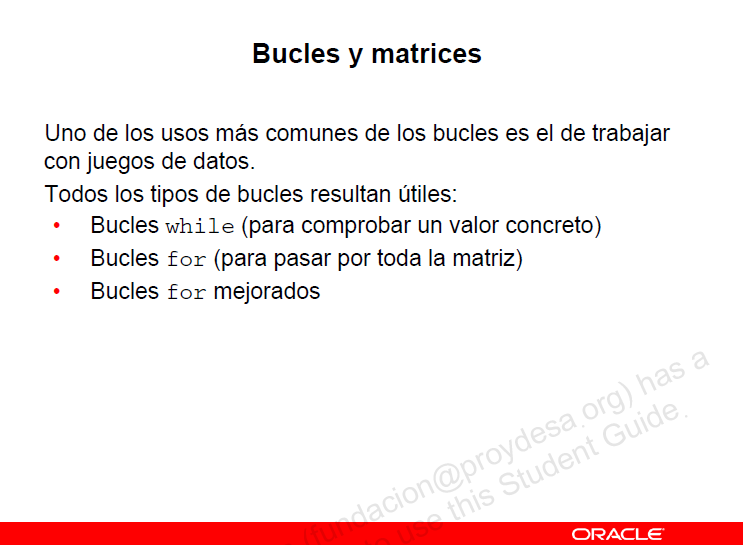 Bucles y matrices
Uno de los usos más comunes de los bucles es el de trabajar
con juegos de datos.
Todos los tipos de bucles resultan útiles:
• Bucles while (para comprobar un valor concreto)
• Bucles for (para pasar por toda la matriz)
• Bucles for mejorados
(fundacion@proydesa.org) has a
use this Student Guide.
ORACLE